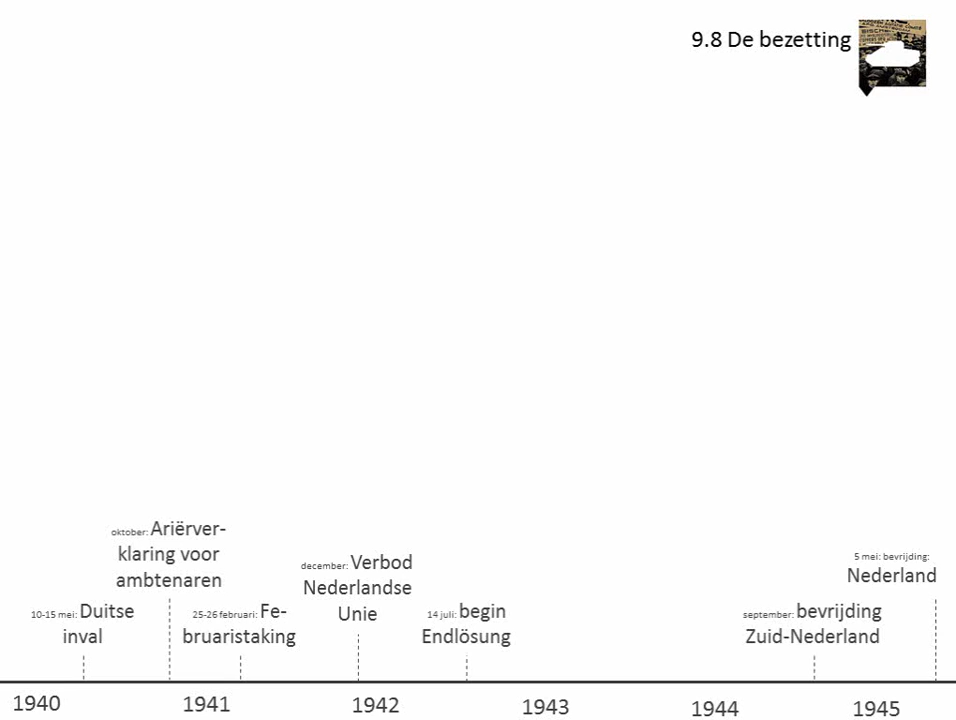 9.8 De bezetting
oktober: Ariërver-
klaring voor
ambtenaren
10-15 mei: Duitse
inval
25-26 februari: Fe-
bruaristaking
december: Verbod
Nederlandse
Unie
14 juli: begin
Endlösung
september: bevrijding
Zuid-Nederland
5 mei: bevrijding:
Nederland
1940 1941 1942 1943 1944 1945